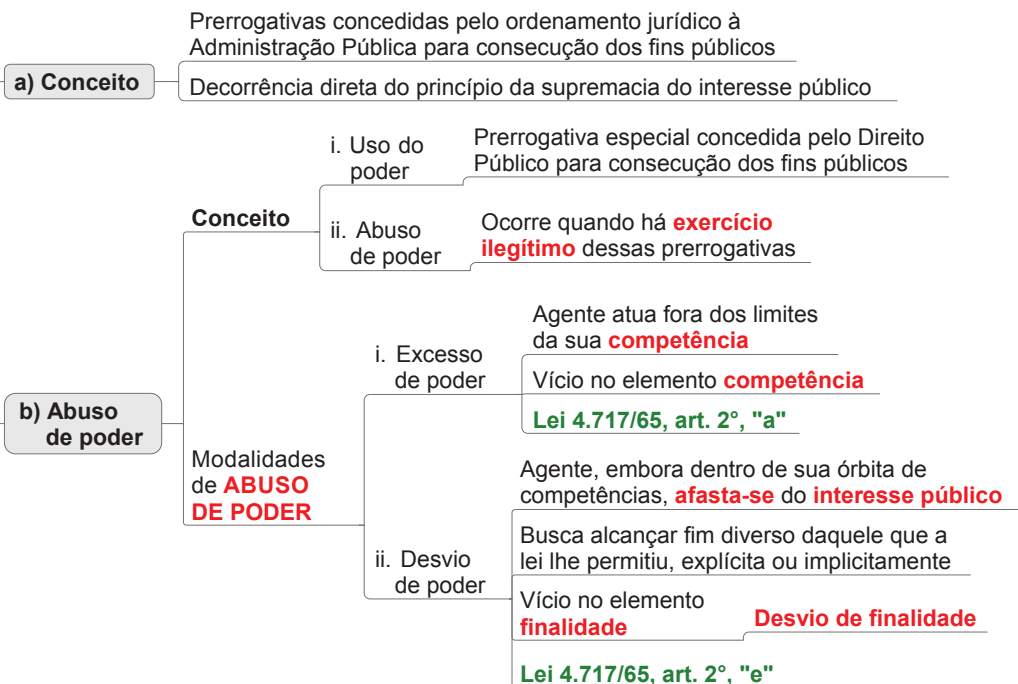 Prerrogativas concedidas pelo ordenamento jurídico à
Administração Pública para consecução dos fins públicos
a) Conceito
Decorrência direta do princípio da supremacia do interesse público
i. Uso do
poder
Prerrogativa especial concedida pelo Direito
Público para consecução dos fins públicos
Conceito
ii. Abuso
de poder
Ocorre quando há exercício
ilegítimo dessas prerrogativas
b) Abuso
de poder
Modalidades
de ABUSO
DE PODER
i. Excesso
de poder
Agente atua fora dos limites
da sua competência
Vício no elemento competência
Lei 4.717/65, art. 2°, "a"
ii. Desvio
de poder
Agente, embora dentro de sua órbita de
competências, afasta-se do interesse público
Busca alcançar fim diverso daquele que a
lei lhe permitiu, explícita ou implicitamente
Vício no elemento
finalidade
Desvio de finalidade
Lei 4.717/65, art. 2°, "e"